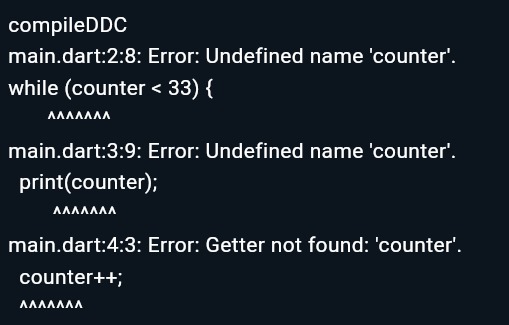 compileDDC
main.dart:2:8: Error: Undefined name 'counter'.
while (counter < 33) {
       ^^^^^^^
main.dart:3:9: Error: Undefined name 'counter'.
  print(counter);
        ^^^^^^^
main.dart:4:3: Error: Getter not found: 'counter'.
  counter++;
  ^^^^^^^